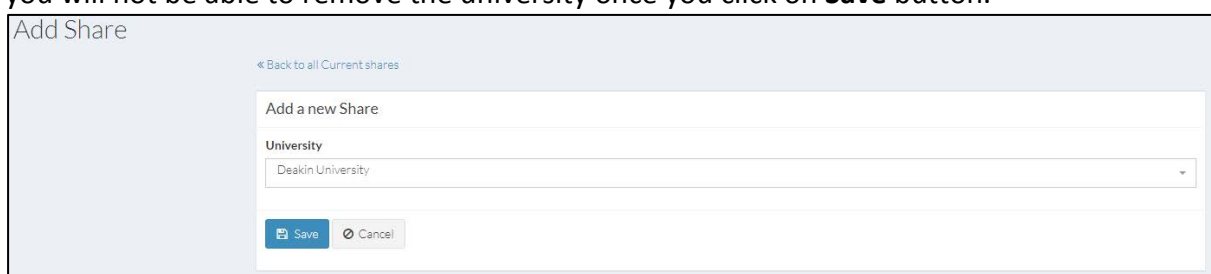 you will not be able to remove the university once you click on Save button.
Add Share
« Back to all Current shares
Add a new Share
University
Deakin University
Save Cancel